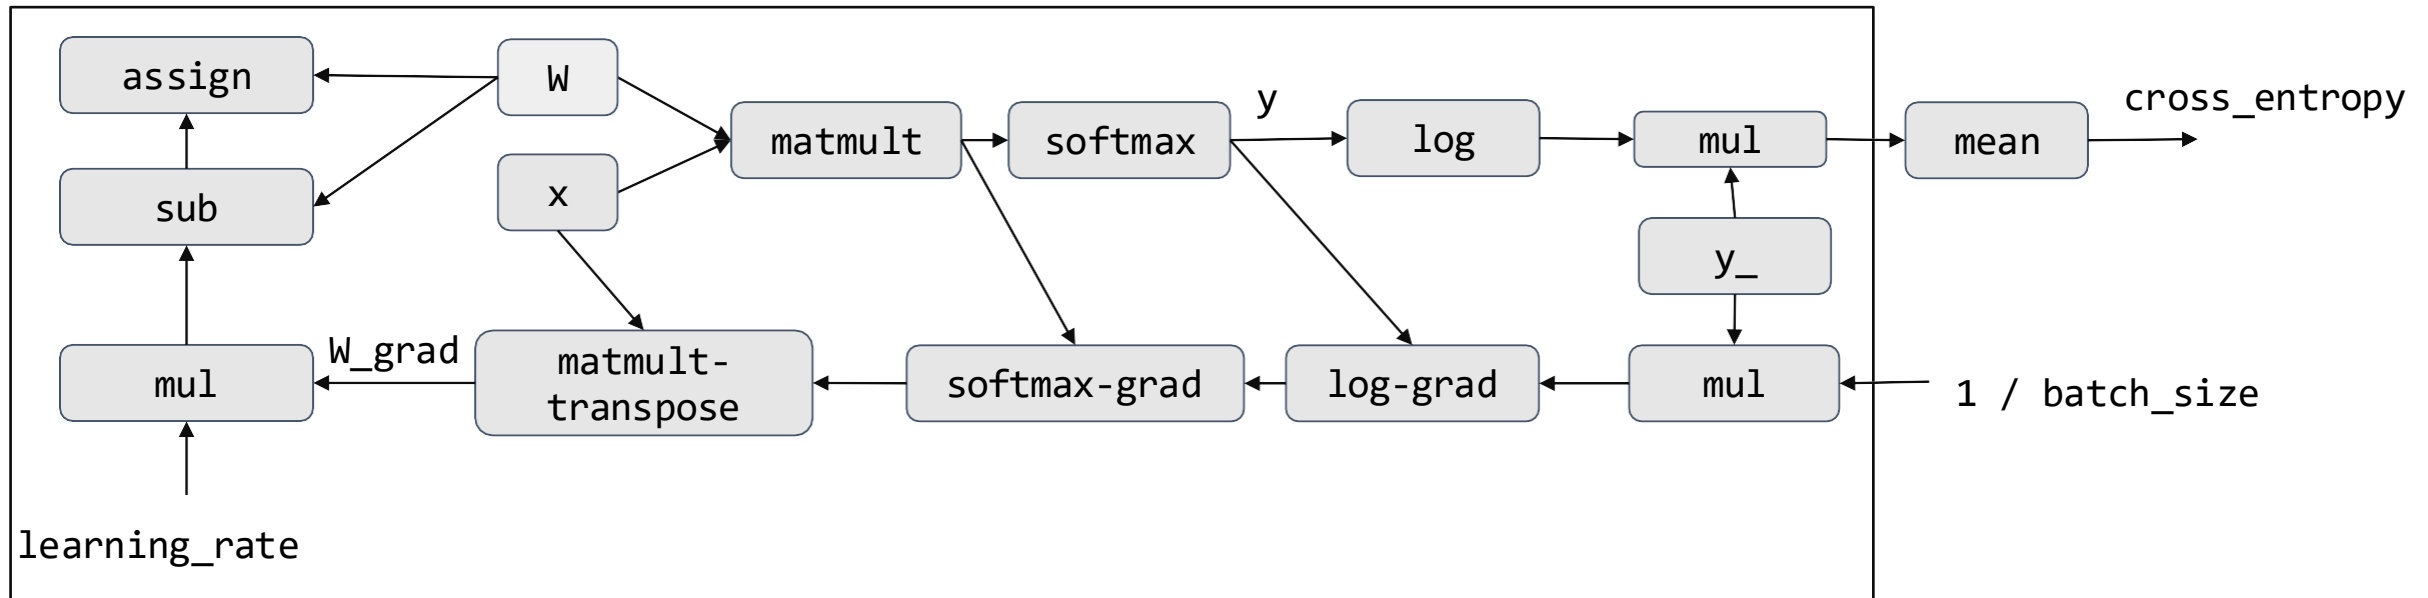 assign
W
y
cross_entropy
matmult
softmax
log
mul
mean
x
sub
y_
W_grad
mul
matmult-
transpose
softmax-grad
log-grad
mul
1 / batch_size
learning_rate